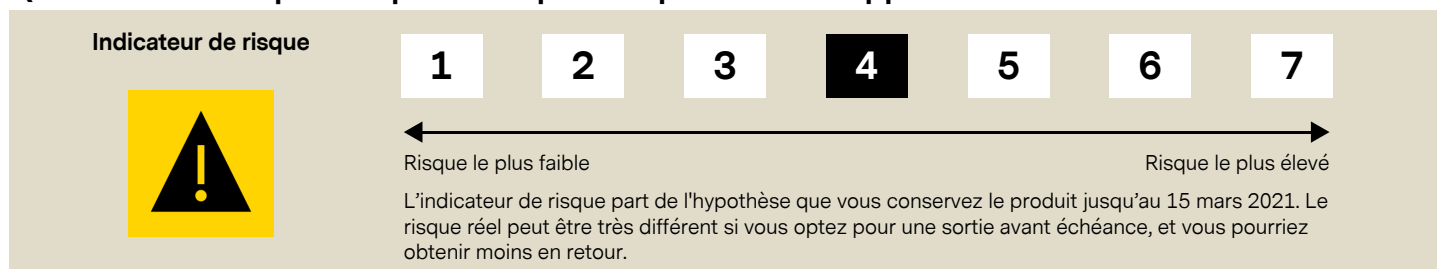 Indicateur de risque
1 2 3 4 5 6 7
Risque le plus faible Risque le plus élevé
L’indicateur de risque part de l'hypothèse que vous conservez le produit jusqu’au 15 mars 2021. Le
risque réel peut être très différent si vous optez pour une sortie avant échéance, et vous pourriez
obtenir moins en retour.